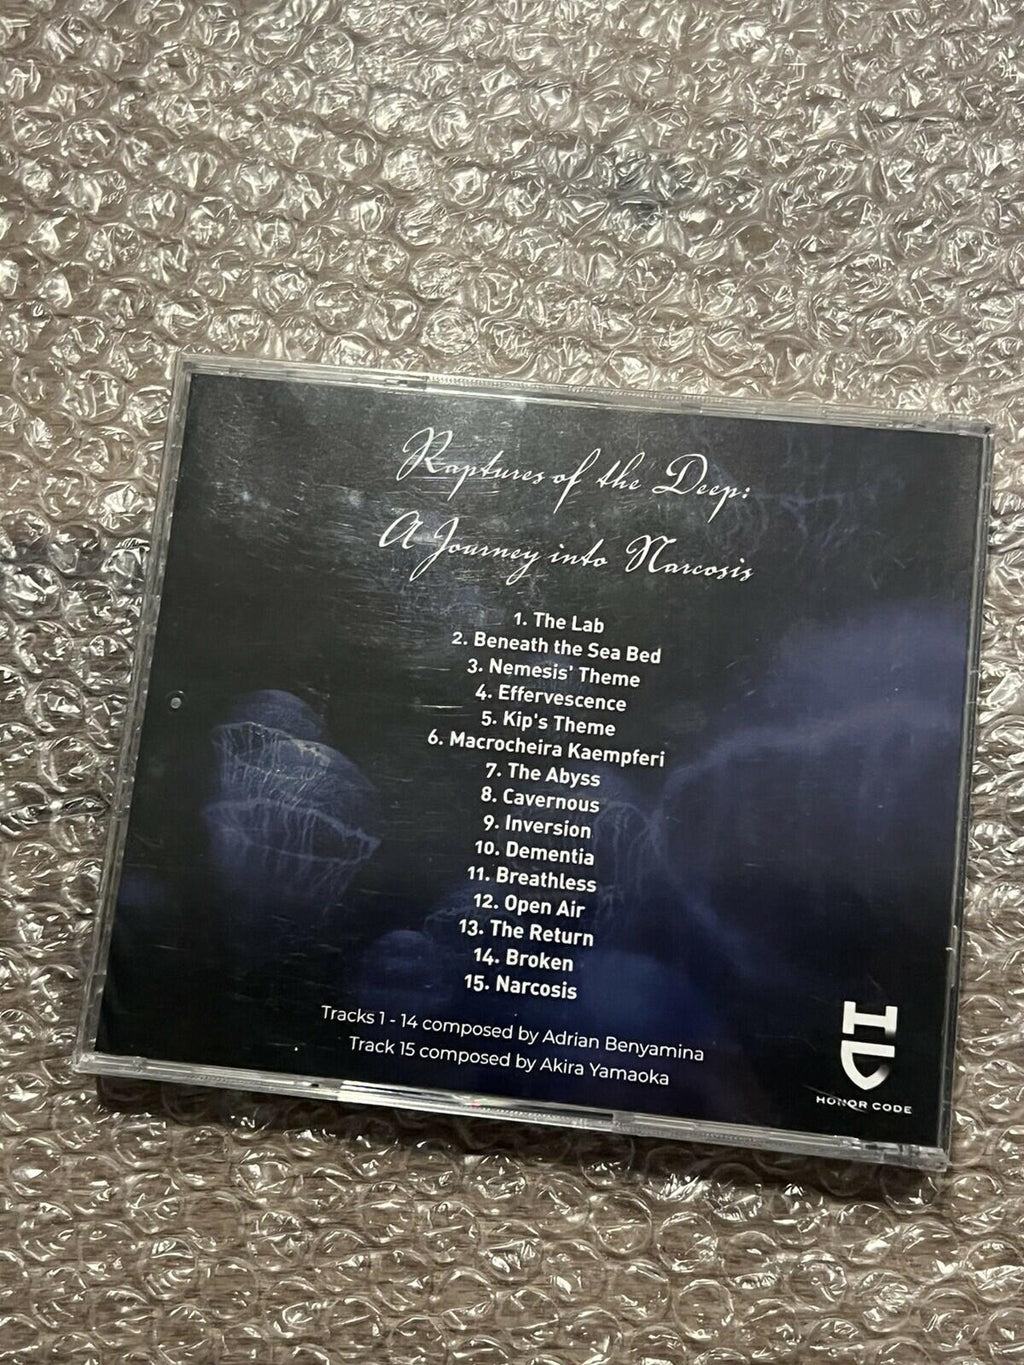 Raptures of the Deep:
A Journey into Narcosis
1. The Lab
2. Beneath the Sea Bed
3. Nemesis' Theme
4. Effervescence
5. Kip's Theme
6. Macrocheira Kaempferi
7. The Abyss
8. Cavernous
9. Inversion
10. Dementia
11. Breathless
12. Open Air
13. The Return
14. Broken
15. Narcosis
Tracks 1 - 14 composed by Adrian Benyamina
Track 15 composed by Akira Yamaoka
HONOR CODE